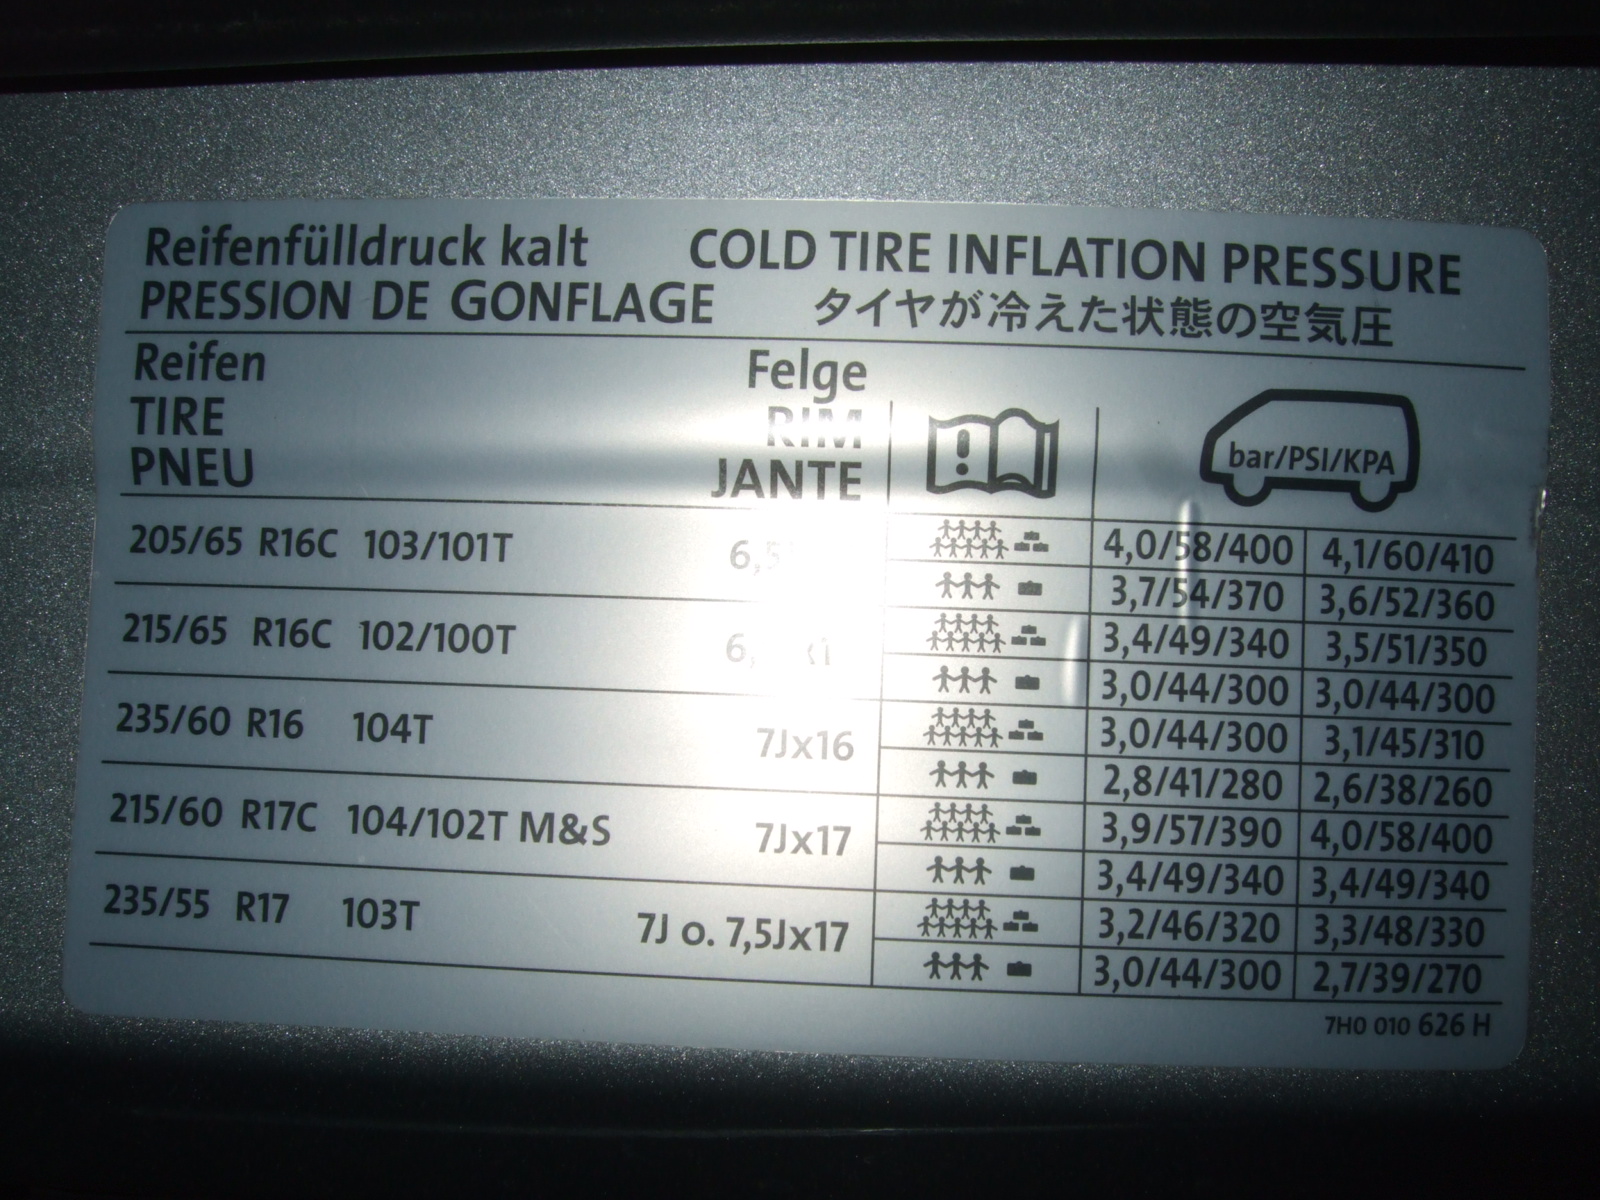 Reifenfülldruck kalt COLD TIRE INFLATION PRESSURE
PRESSION DE GONFLAGE タイヤが冷えた状態の空気圧
Reifen Felge
TIRE RIM
PNEU JANTE
bar/PSI/KPA
205/65 R16C 103/101T 4,0/58/400 4,1/60/410
3,7/54/370 3,6/52/360
215/65 R16C 102/100T 3,4/49/340 3,5/51/350
3,0/44/300 3,0/44/300
235/60 R16 104T 7Jx16 3,0/44/300 3,1/45/310
2,8/41/280 2,6/38/260
215/60 R17C 104/102T M&S 7Jx17 3,9/57/390 4,0/58/400
3,4/49/340 3,4/49/340
235/55 R17 103T 7J o. 7,5Jx17 3,2/46/320 3,3/48/330
3,0/44/300 2,7/39/270
7H0 010 626 H